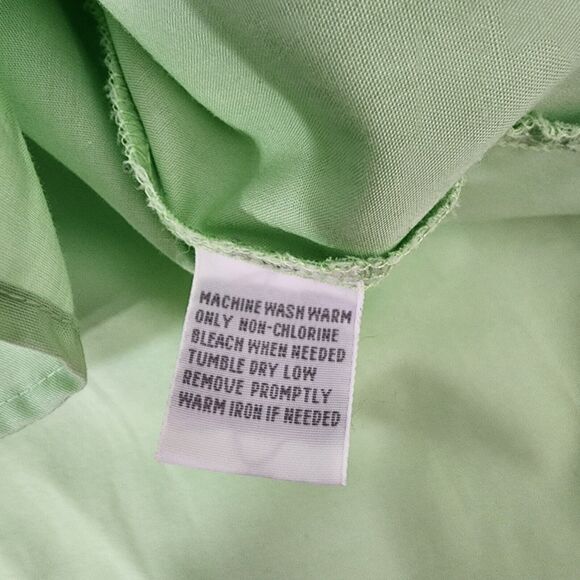 MACHINE WASH WARM
ONLY NON-CHLORINE
BLEACH WHEN NEEDED
TUMBLE DRY LOW
REMOVE PROMPTLY
WARM IRON IF NEEDED